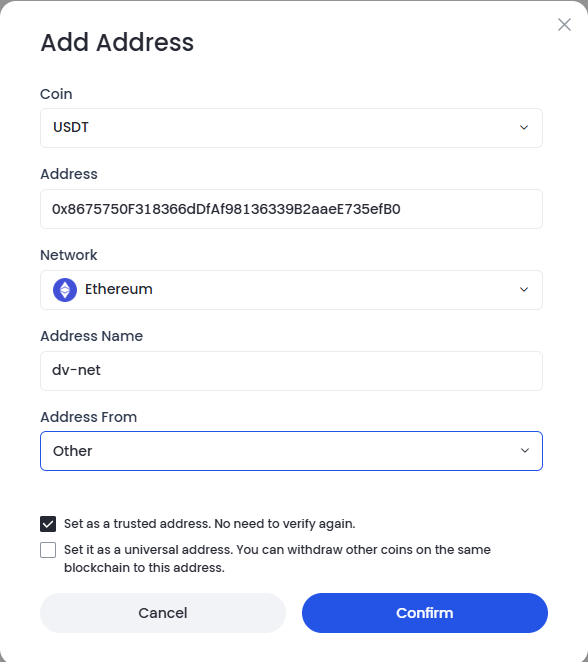 Add Address
Coin
USDT
Address
0x8675750F318366dDfAf98136339B2aaeE735efB0
Network
Ethereum
Address Name
dv-net
Address From
Other
Set as a trusted address. No need to verify again.
Set it as a universal address. You can withdraw other coins on the same
blockchain to this address.
Cancel
Confirm